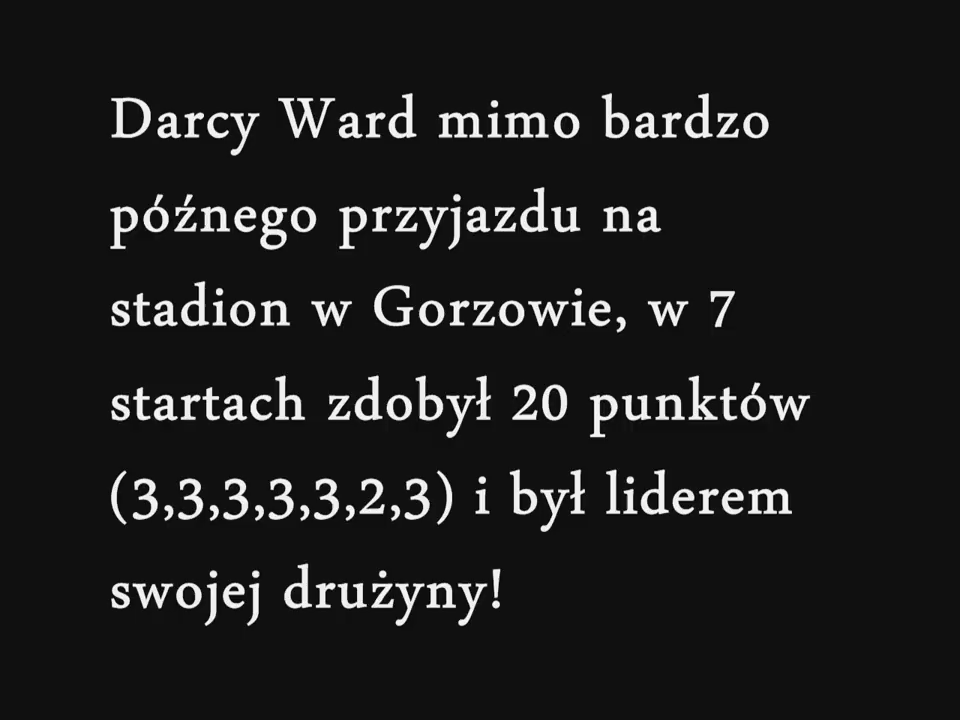 Darcy Ward mimo bardzo
późnego przyjazdu na
stadion w Gorzowie, w 7
startach zdobył 20 punktów
(3,3,3,3,3,2,3) i był liderem
swojej drużyny!